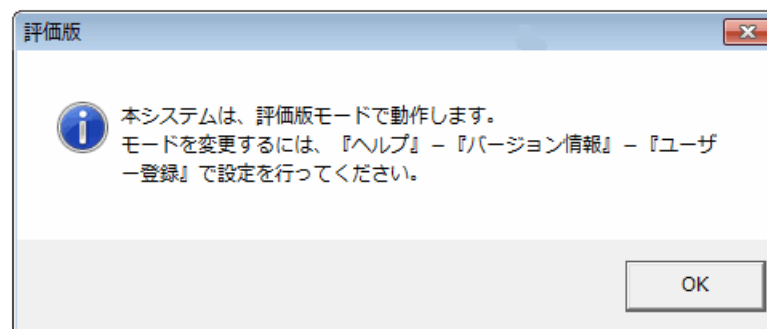 評価版
本システムは、評価版モードで動作します。
モードを変更するには、『ヘルプ』－『バージョン情報』－『ユーザ
ー登録』で設定を行ってください。
OK